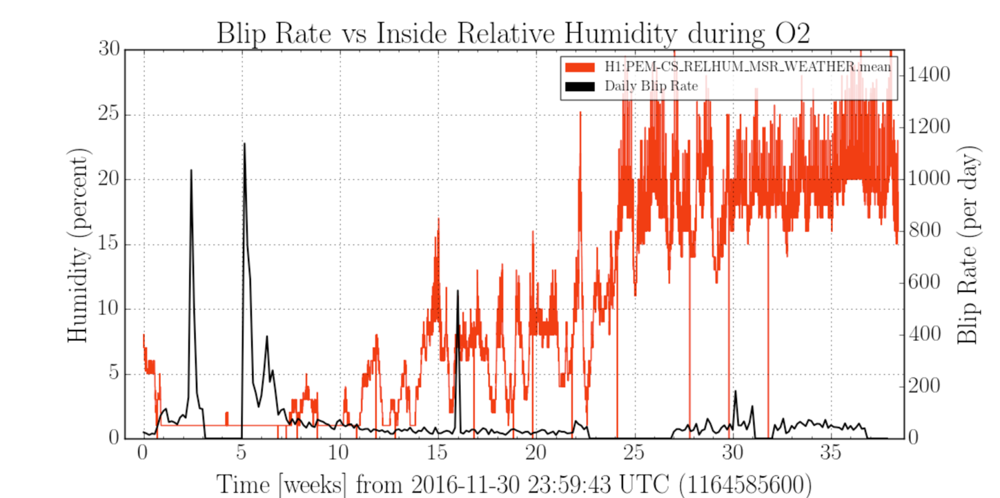 Blip Rate vs Inside Relative Humidity during O2
H1:PEM-CS_RELHUM_MSR_WEATHER.mean
Daily Blip Rate
Humidity (percent)
30
25
20
15
10
5
0
1400
1200
1000
800
600
400
200
0
Blip Rate (per day)
0 5 10 15 20 25 30 35
Time [weeks] from 2016-11-30 23:59:43 UTC (1164585600)